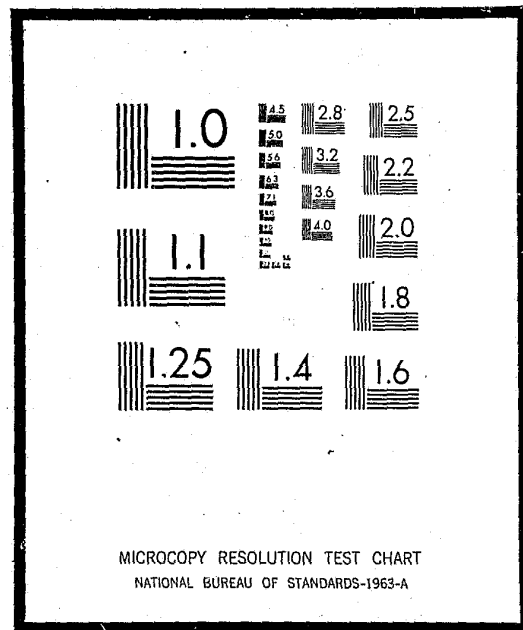 1.0
4.5 2.8 2.5
5.0
5.6 3.2 2.2
6.3
7.1 3.6
4.0 2.0
1.1
1.8
1.25 1.4 1.6
MICROCOPY RESOLUTION TEST CHART
NATIONAL BUREAU OF STANDARDS-1963-A